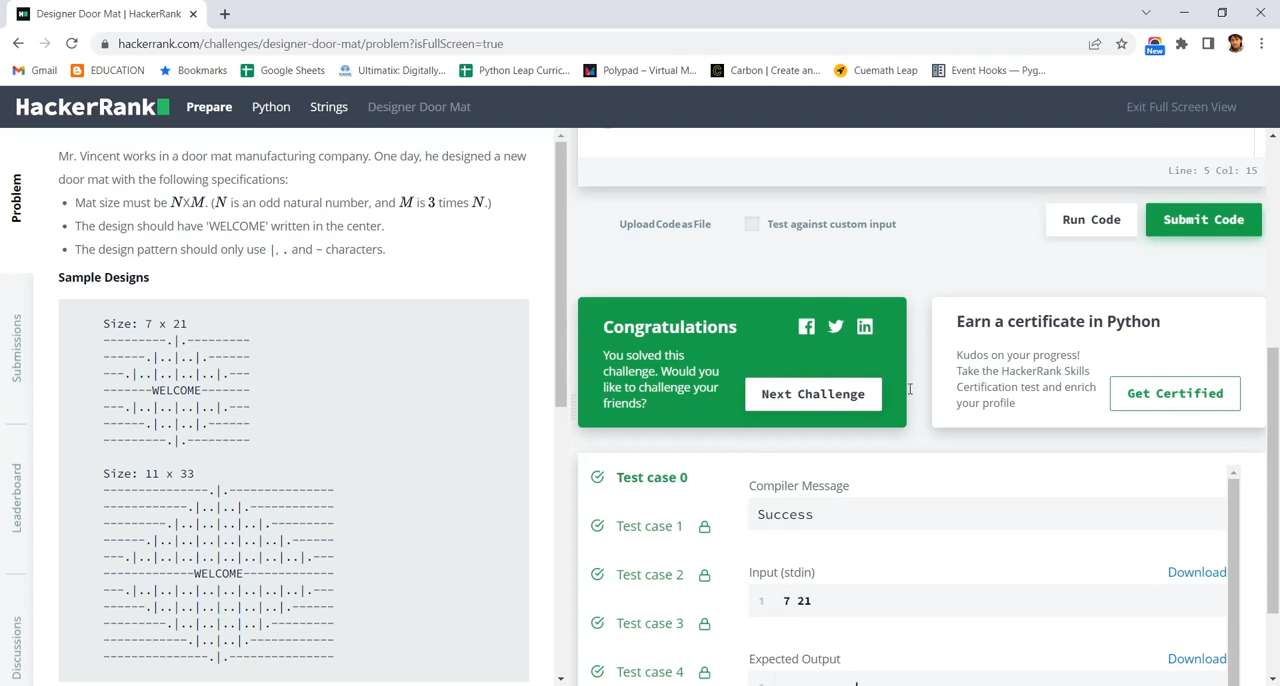 Designer Door Mat | HackerRank
hackerrank.com/challenges/designer-door-mat/problem?isFullScreen=true
New
Gmail
EDUCATION
Bookmarks
Google Sheets
Ultimatix: Digitally...
Python Leap Curric...
Polypad – Virtual M...
Carbon | Create an...
Cuemath Leap
Event Hooks — Pyg...
HackerRank
Prepare
Python
Strings
Designer Door Mat
Exit Full Screen View
Problem
Submissions
Leaderboard
Discussions
Mr. Vincent works in a door mat manufacturing company. One day, he designed a new
door mat with the following specifications:
• Mat size must be NXM. (N is an odd natural number, and M is 3 times N.)
• The design should have 'WELCOME' written in the center.
• The design pattern should only use |, . and - characters.
Sample Designs
Size: 7 x 21
---------.|.---------
------.|..|..|.------
---.|..|..|..|..|.---
-------WELCOME-------
---.|..|..|..|..|.---
------.|..|..|.------
---------.|.---------
Size: 11 x 33
---------------.|.---------------
------------.|..|..|.------------
---------.|..|..|..|..|.---------
------.|..|..|..|..|..|..|.------
---.|..|..|..|..|..|..|..|..|.---
-------------WELCOME-------------
---.|..|..|..|..|..|..|..|..|.---
------.|..|..|..|..|..|..|.------
---------.|..|..|..|..|.---------
------------.|..|..|.------------
---------------.|.---------------
Line: 5 Col: 15
Upload Code as File
Test against custom input
Run Code
Submit Code
Congratulations
You solved this
challenge. Would you
like to challenge your
friends?
Next Challenge
Earn a certificate in Python
Kudos on your progress!
Take the HackerRank Skills
Certification test and enrich
your profile
Get Certified
Test case 0
Test case 1
Test case 2
Test case 3
Test case 4
Compiler Message
Success
Input (stdin)
Download
1 7 21
Expected Output
Download